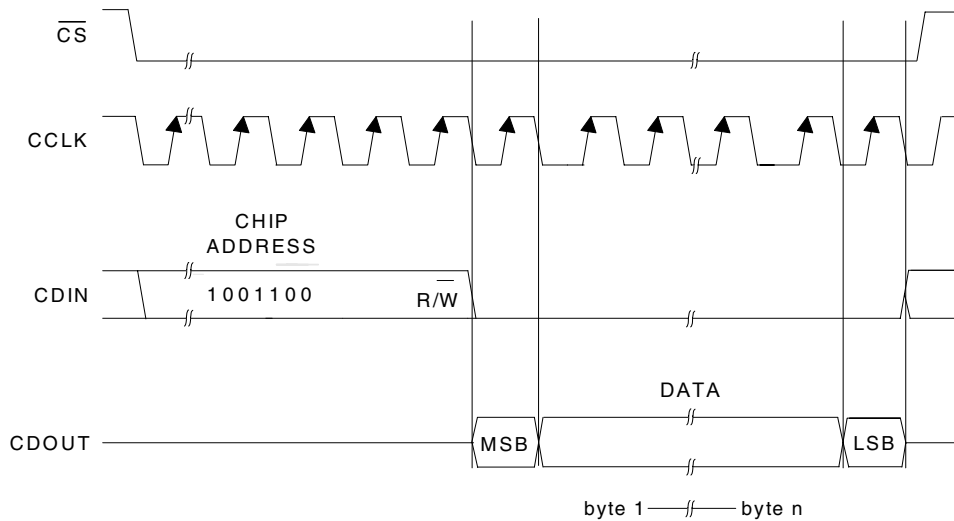 CS
CCLK
CHIP
ADDRESS
CDIN
1001100
R/W
DATA
CDOUT
MSB
LSB
byte 1
byte n